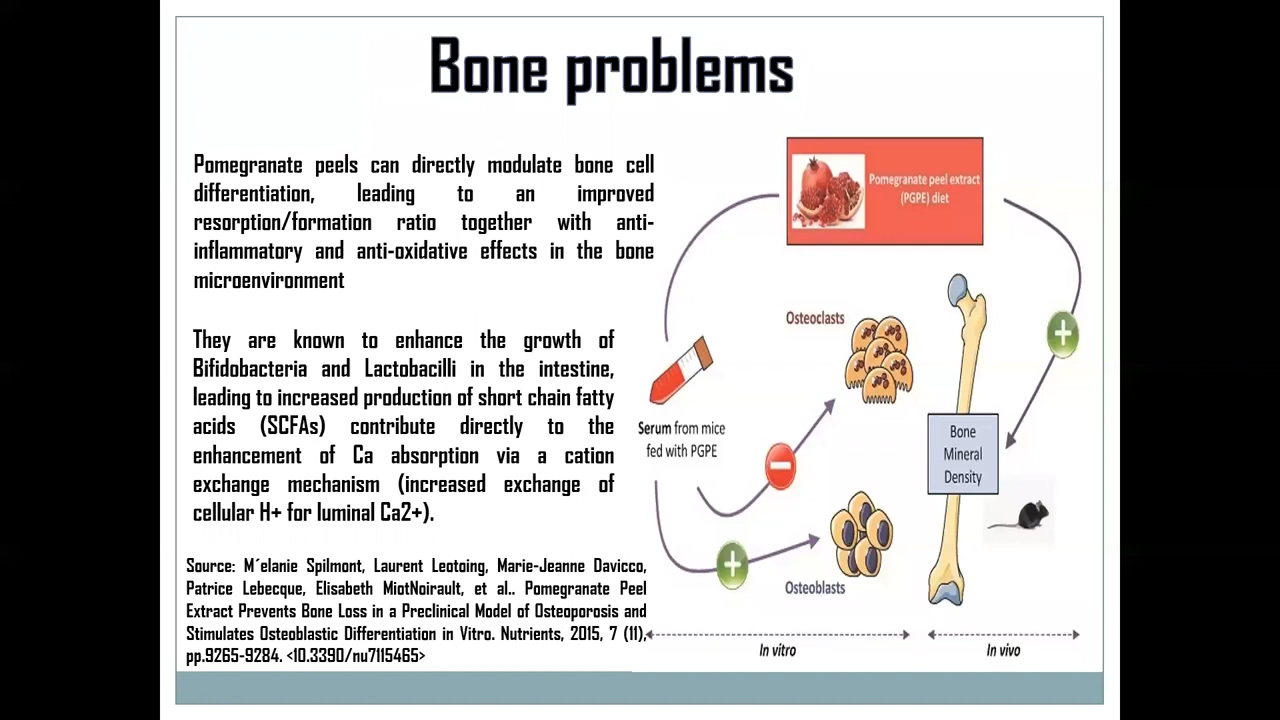 Bone problems
Pomegranate peels can directly modulate bone cell
differentiation, leading to an improved
resorption/formation ratio together with anti-
inflammatory and anti-oxidative effects in the bone
microenvironment
They are known to enhance the growth of
Bifidobacteria and Lactobacilli in the intestine,
leading to increased production of short chain fatty
acids (SCFAs) contribute directly to the
enhancement of Ca absorption via a cation
exchange mechanism (increased exchange of
cellular H+ for luminal Ca2+).
Source: M´elanie Spilmont, Laurent Leotoing, Marie-Jeanne Davicco,
Patrice Lebecque, Elisabeth MiotNoirault, et al.. Pomegranate Peel
Extract Prevents Bone Loss in a Preclinical Model of Osteoporosis and
Stimulates Osteoblastic Differentiation in Vitro. Nutrients, 2015, 7 (11),
pp.9265-9284. <10.3390/nu7115465>
Pomegranate peel extract
(PGPE) diet
Osteoclasts
Serum from mice
fed with PGPE
Bone
Mineral
Density
Osteoblasts
In vitro
In vivo